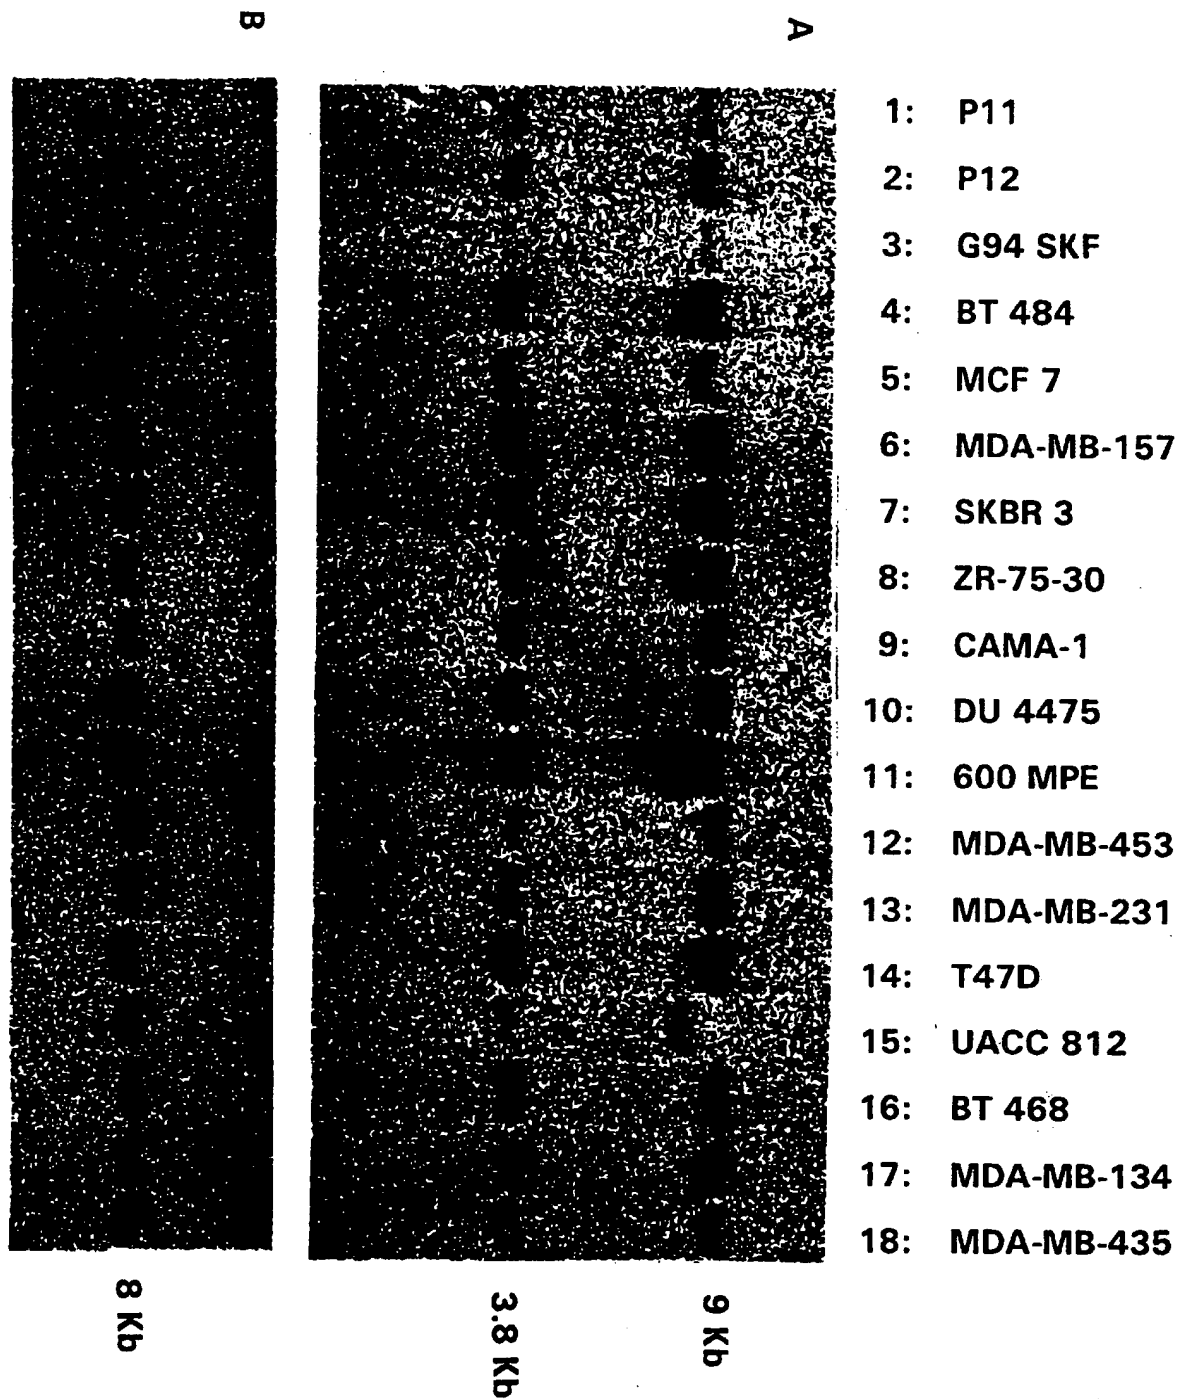 B
A
1: P11
2: P12
3: G94 SKF
4: BT 484
5: MCF 7
6: MDA-MB-157
7: SKBR 3
8: ZR-75-30
9: CAMA-1
10: DU 4475
11: 600 MPE
12: MDA-MB-453
13: MDA-MB-231
14: T47D
15: UACC 812
16: BT 468
17: MDA-MB-134
18: MDA-MB-435
8 Kb
3.8 Kb
9 Kb